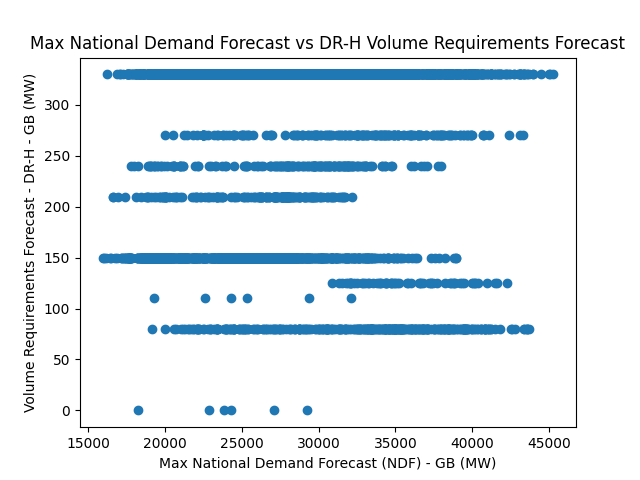 Max National Demand Forecast vs DR-H Volume Requirements Forecast
Volume Requirements Forecast - DR-H - GB (MW)
300
250
200
150
100
50
0
15000 20000 25000 30000 35000 40000 45000
Max National Demand Forecast (NDF) - GB (MW)